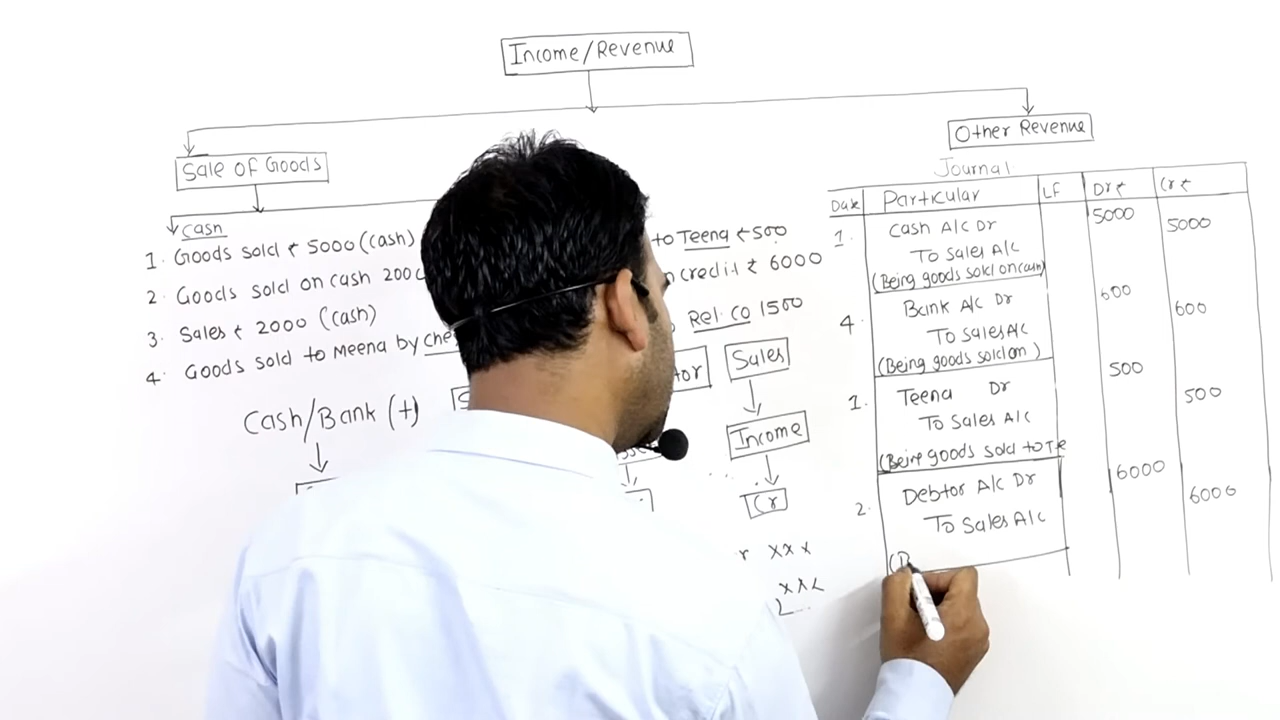 Income/Revenue
Sale of Goods
Other Revenue
Cash
1. Goods sold ₹ 5000 (cash)
2. Goods sold on cash 200
3. Sales ₹ 2000 (cash)
4. Goods sold to Meena by che
to Teena ₹500
credit ₹ 6000
Rel. Co 1500
Cash/Bank (+)
tor
Sales
Income
Cr
r xxx
xxx
Journal
Date Particular LF Dr ₹ Cr ₹
1. Cash A/c Dr 5000
To Sales A/c 5000
(Being goods sold on cash)
4. Bank A/c Dr 600
To Sales A/c 600
(Being goods sold on )
1. Teena Dr 500
To Sales A/c 500
(Being goods sold to Te
2. Debtor A/c Dr 6000
To Sales A/c 6000